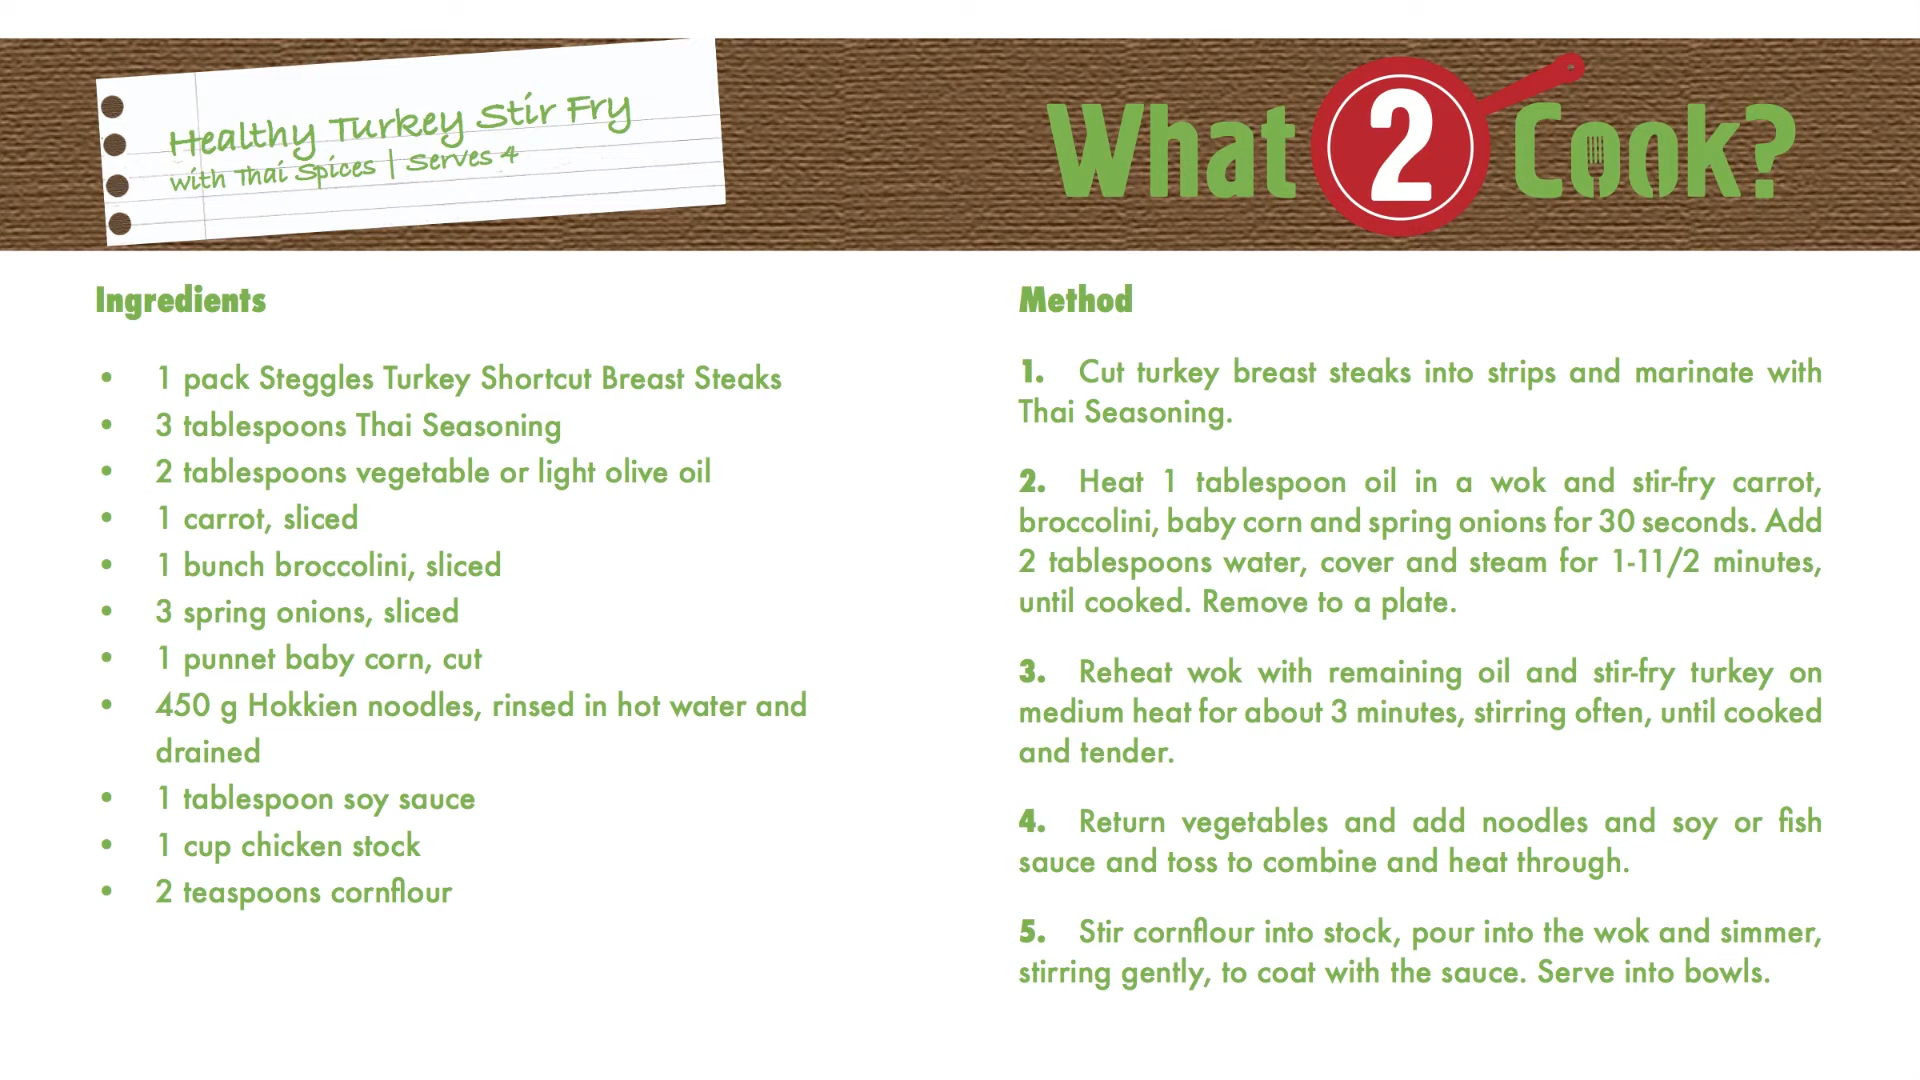 Healthy Turkey Stir Fry
with Thai Spices | Serves 4
What 2 Cook?
Ingredients
• 1 pack Steggles Turkey Shortcut Breast Steaks
• 3 tablespoons Thai Seasoning
• 2 tablespoons vegetable or light olive oil
• 1 carrot, sliced
• 1 bunch broccolini, sliced
• 3 spring onions, sliced
• 1 punnet baby corn, cut
• 450 g Hokkien noodles, rinsed in hot water and
drained
• 1 tablespoon soy sauce
• 1 cup chicken stock
• 2 teaspoons cornflour
Method
1. Cut turkey breast steaks into strips and marinate with
Thai Seasoning.
2. Heat 1 tablespoon oil in a wok and stir-fry carrot,
broccolini, baby corn and spring onions for 30 seconds. Add
2 tablespoons water, cover and steam for 1-11/2 minutes,
until cooked. Remove to a plate.
3. Reheat wok with remaining oil and stir-fry turkey on
medium heat for about 3 minutes, stirring often, until cooked
and tender.
4. Return vegetables and add noodles and soy or fish
sauce and toss to combine and heat through.
5. Stir cornflour into stock, pour into the wok and simmer,
stirring gently, to coat with the sauce. Serve into bowls.